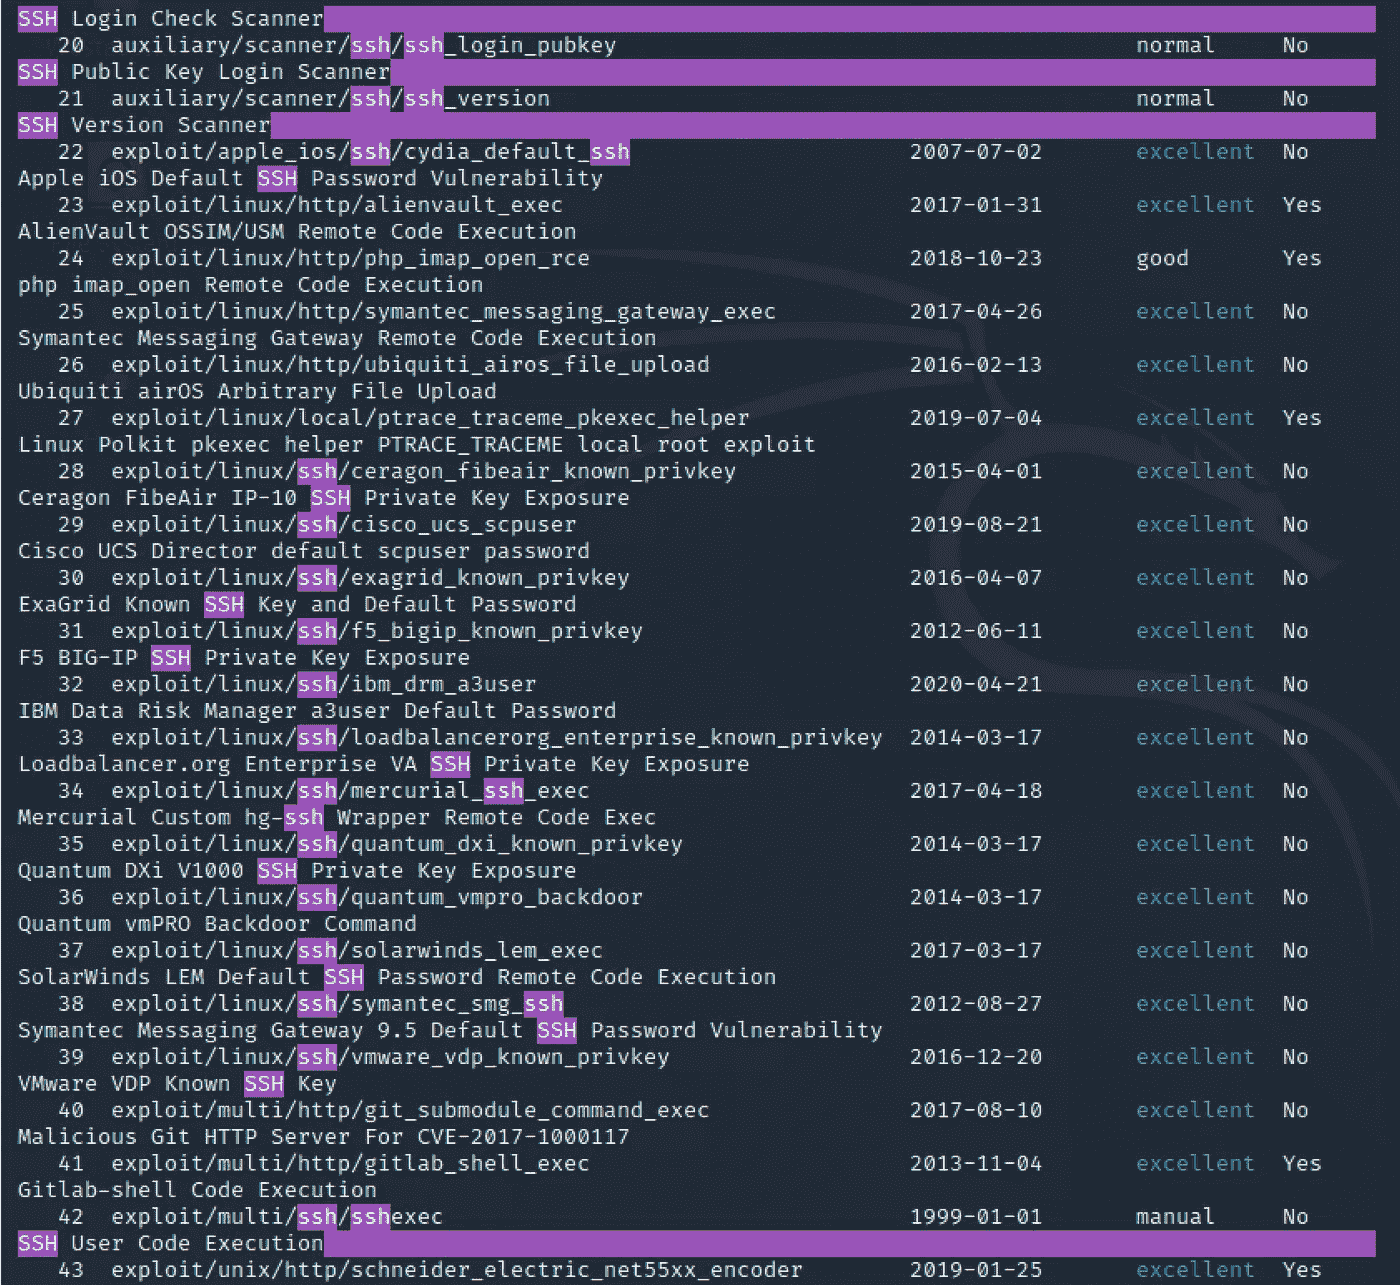 SSH Login Check Scanner
20 auxiliary/scanner/ssh/ssh_login_pubkey normal No
SSH Public Key Login Scanner
21 auxiliary/scanner/ssh/ssh_version normal No
SSH Version Scanner
22 exploit/apple_ios/ssh/cydia_default_ssh 2007-07-02 excellent No
Apple iOS Default SSH Password Vulnerability
23 exploit/linux/http/alienvault_exec 2017-01-31 excellent Yes
AlienVault OSSIM/USM Remote Code Execution
24 exploit/linux/http/php_imap_open_rce 2018-10-23 good Yes
php imap_open Remote Code Execution
25 exploit/linux/http/symantec_messaging_gateway_exec 2017-04-26 excellent No
Symantec Messaging Gateway Remote Code Execution
26 exploit/linux/http/ubiquiti_airos_file_upload 2016-02-13 excellent No
Ubiquiti airOS Arbitrary File Upload
27 exploit/linux/local/ptrace_traceme_pkexec_helper 2019-07-04 excellent Yes
Linux Polkit pkexec helper PTRACE_TRACEME local root exploit
28 exploit/linux/ssh/ceragon_fibeair_known_privkey 2015-04-01 excellent No
Ceragon FibeAir IP-10 SSH Private Key Exposure
29 exploit/linux/ssh/cisco_ucs_scpuser 2019-08-21 excellent No
Cisco UCS Director default scpuser password
30 exploit/linux/ssh/exagrid_known_privkey 2016-04-07 excellent No
ExaGrid Known SSH Key and Default Password
31 exploit/linux/ssh/f5_bigip_known_privkey 2012-06-11 excellent No
F5 BIG-IP SSH Private Key Exposure
32 exploit/linux/ssh/ibm_drm_a3user 2020-04-21 excellent No
IBM Data Risk Manager a3user Default Password
33 exploit/linux/ssh/loadbalancerorg_enterprise_known_privkey 2014-03-17 excellent No
Loadbalancer.org Enterprise VA SSH Private Key Exposure
34 exploit/linux/ssh/mercurial_ssh_exec 2017-04-18 excellent No
Mercurial Custom hg-ssh Wrapper Remote Code Exec
35 exploit/linux/ssh/quantum_dxi_known_privkey 2014-03-17 excellent No
Quantum DXi V1000 SSH Private Key Exposure
36 exploit/linux/ssh/quantum_vmpro_backdoor 2014-03-17 excellent No
Quantum vmPRO Backdoor Command
37 exploit/linux/ssh/solarwinds_lem_exec 2017-03-17 excellent No
SolarWinds LEM Default SSH Password Remote Code Execution
38 exploit/linux/ssh/symantec_smg_ssh 2012-08-27 excellent No
Symantec Messaging Gateway 9.5 Default SSH Password Vulnerability
39 exploit/linux/ssh/vmware_vdp_known_privkey 2016-12-20 excellent No
VMware VDP Known SSH Key
40 exploit/multi/http/git_submodule_command_exec 2017-08-10 excellent No
Malicious Git HTTP Server For CVE-2017-1000117
41 exploit/multi/http/gitlab_shell_exec 2013-11-04 excellent Yes
Gitlab-shell Code Execution
42 exploit/multi/ssh/sshexec 1999-01-01 manual No
SSH User Code Execution
43 exploit/unix/http/schneider_electric_net55xx_encoder 2019-01-25 excellent Yes